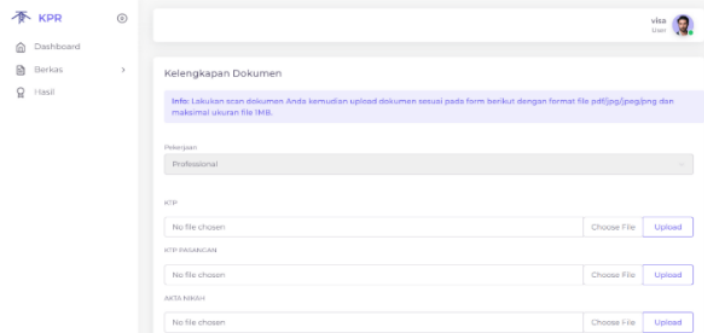 KPR
visa
User
Dashboard
Berkas
Hasil
Kelengkapan Dokumen
Info: Lakukan scan dokumen Anda kemudian upload dokumen sesuai pada form berikut dengan format file pdf/jpg/jpeg/png dan
maksimal ukuran file 1MB.
Pekerjaan
Professional
KTP
No file chosen Choose File Upload
KTP PASANGAN
No file chosen Choose File Upload
AKTA NIKAH
No file chosen Choose File Upload